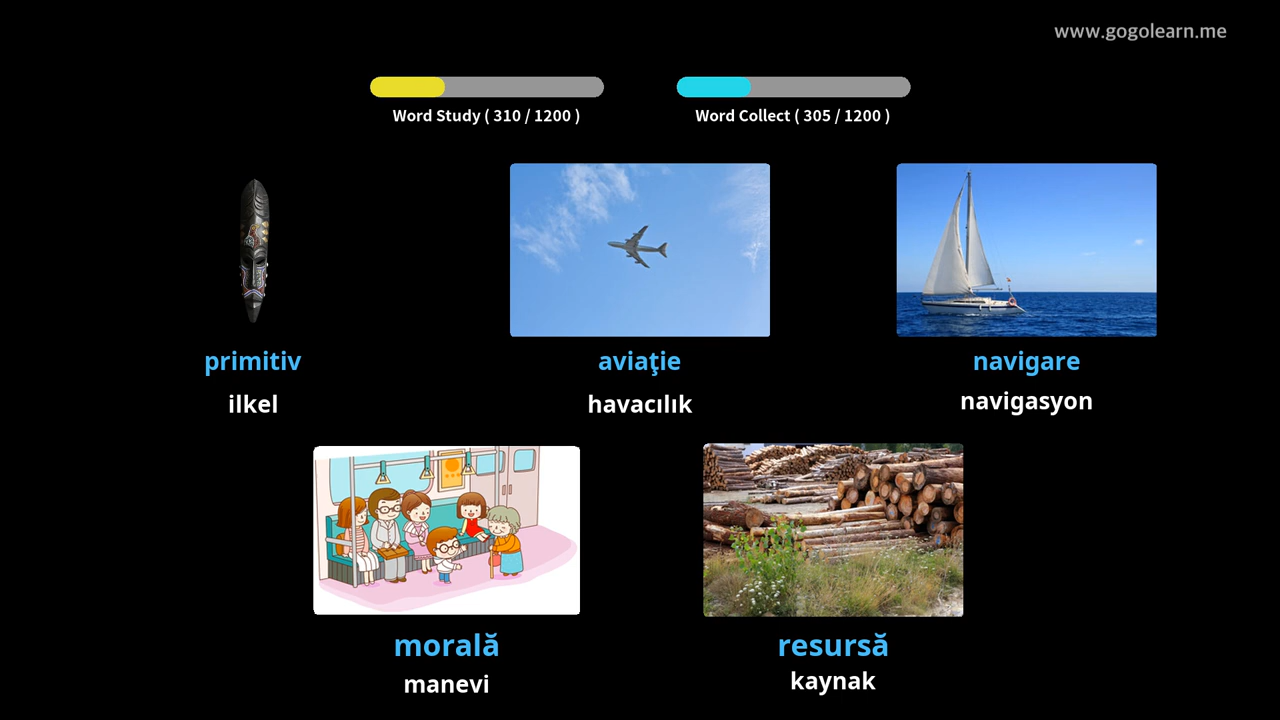 www.gogolearn.me
Word Study ( 310 / 1200 )
Word Collect ( 305 / 1200 )
primitiv
ilkel
aviaţie
havacılık
navigare
navigasyon
morală
manevi
resursă
kaynak